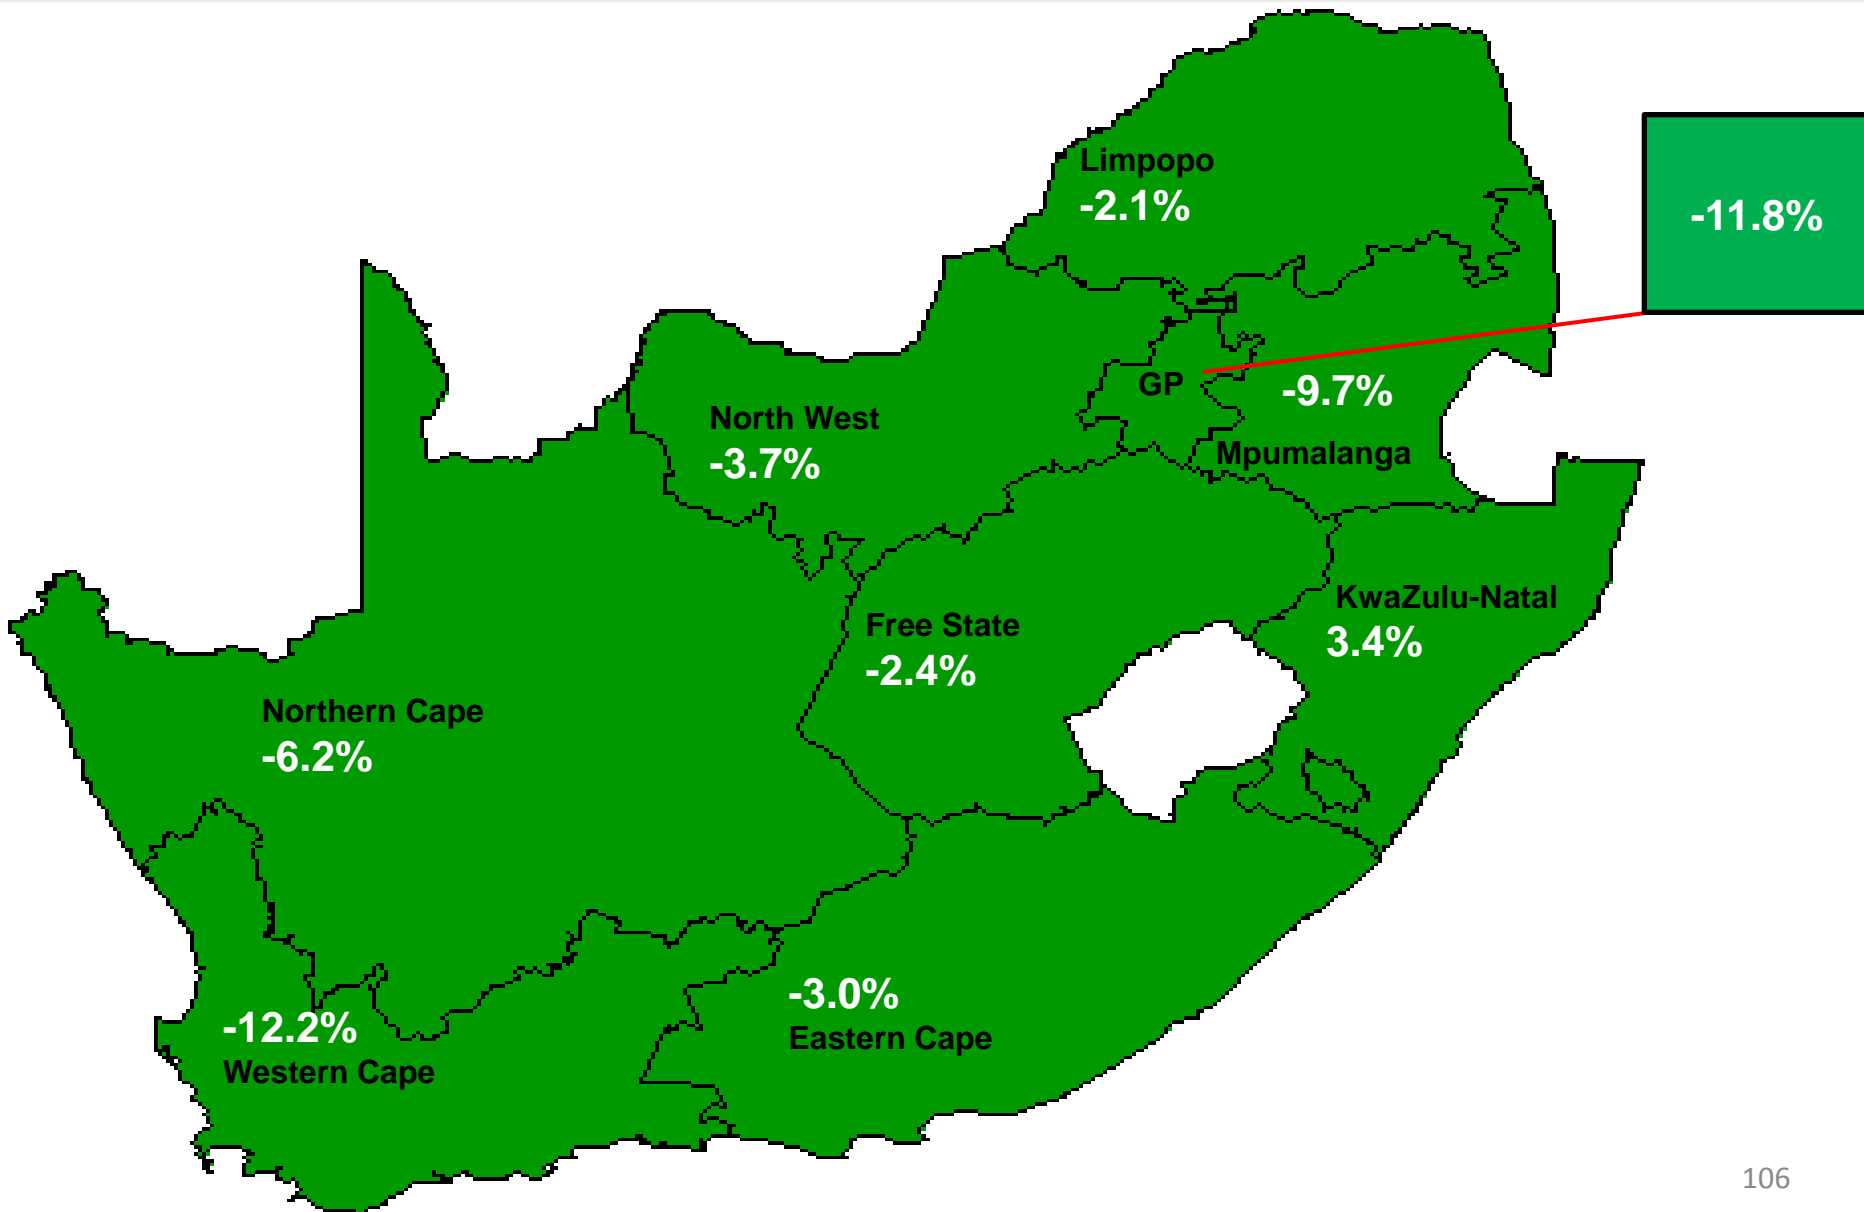 Limpopo
-2.1%
-11.8%
GP
-9.7%
Mpumalanga
North West
-3.7%
KwaZulu-Natal
3.4%
Free State
-2.4%
Northern Cape
-6.2%
-3.0%
Eastern Cape
-12.2%
Western Cape
106